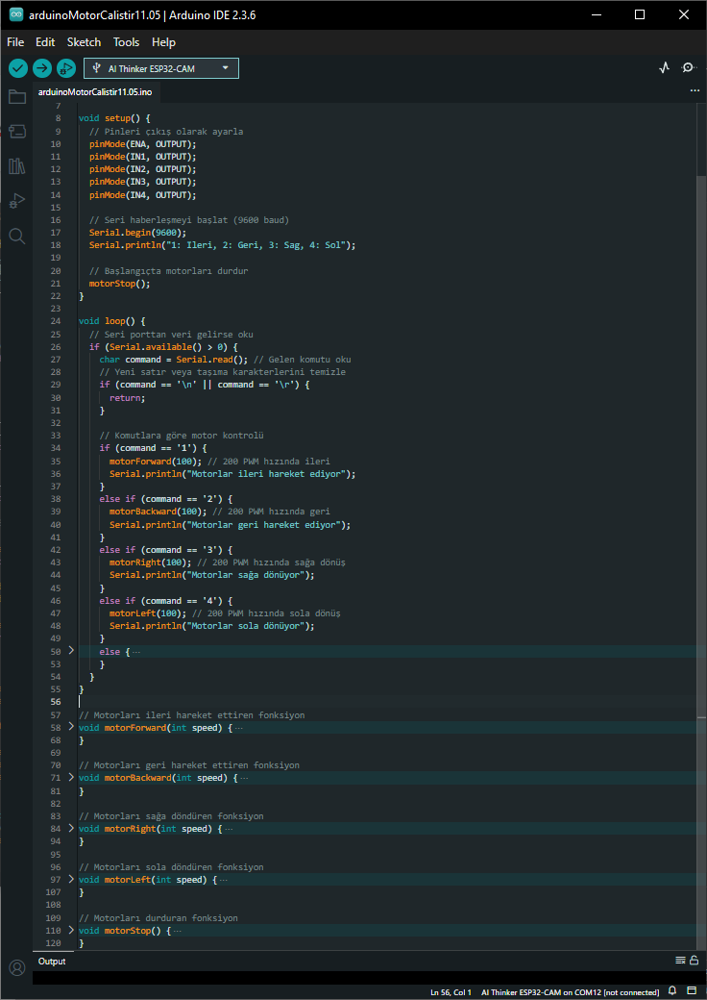 arduinoMotorCalistir11.05 | Arduino IDE 2.3.6
File Edit Sketch Tools Help
AI Thinker ESP32-CAM
arduinoMotorCalistir11.05.ino
7
8 void setup() {
9 // Pinleri çıkış olarak ayarla
10 pinMode(ENA, OUTPUT);
11 pinMode(IN1, OUTPUT);
12 pinMode(IN2, OUTPUT);
13 pinMode(IN3, OUTPUT);
14 pinMode(IN4, OUTPUT);
15
16 // Seri haberleşmeyi başlat (9600 baud)
17 Serial.begin(9600);
18 Serial.println("1: Ileri, 2: Geri, 3: Sag, 4: Sol");
19
20 // Başlangıçta motorları durdur
21 motorStop();
22 }
23
24 void loop() {
25 // Seri porttan veri gelirse oku
26 if (Serial.available() > 0) {
27 char command = Serial.read(); // Gelen komutu oku
28 // Yeni satır veya taşıma karakterlerini temizle
29 if (command == '\n' || command == '\r') {
30 return;
31 }
32
33 // Komutlara göre motor kontrolü
34 if (command == '1') {
35 motorForward(100); // 200 PWM hızında ileri
36 Serial.println("Motorlar ileri hareket ediyor");
37 }
38 else if (command == '2') {
39 motorBackward(100); // 200 PWM hızında geri
40 Serial.println("Motorlar geri hareket ediyor");
41 }
42 else if (command == '3') {
43 motorRight(100); // 200 PWM hızında sağa dönüş
44 Serial.println("Motorlar sağa dönüyor");
45 }
46 else if (command == '4') {
47 motorLeft(100); // 200 PWM hızında sola dönüş
48 Serial.println("Motorlar sola dönüyor");
49 }
50 else { ...
53 }
54 }
55 }
56
57 // Motorları ileri hareket ettiren fonksiyon
58 void motorForward(int speed) { ...
68 }
69
70 // Motorları geri hareket ettiren fonksiyon
71 void motorBackward(int speed) { ...
81 }
82
83 // Motorları sağa döndüren fonksiyon
84 void motorRight(int speed) { ...
94 }
95
96 // Motorları sola döndüren fonksiyon
97 void motorLeft(int speed) { ...
107 }
108
109 // Motorları durduran fonksiyon
110 void motorStop() { ...
120 }
Output
Ln 56, Col 1 AI Thinker ESP32-CAM on COM12 [not connected]